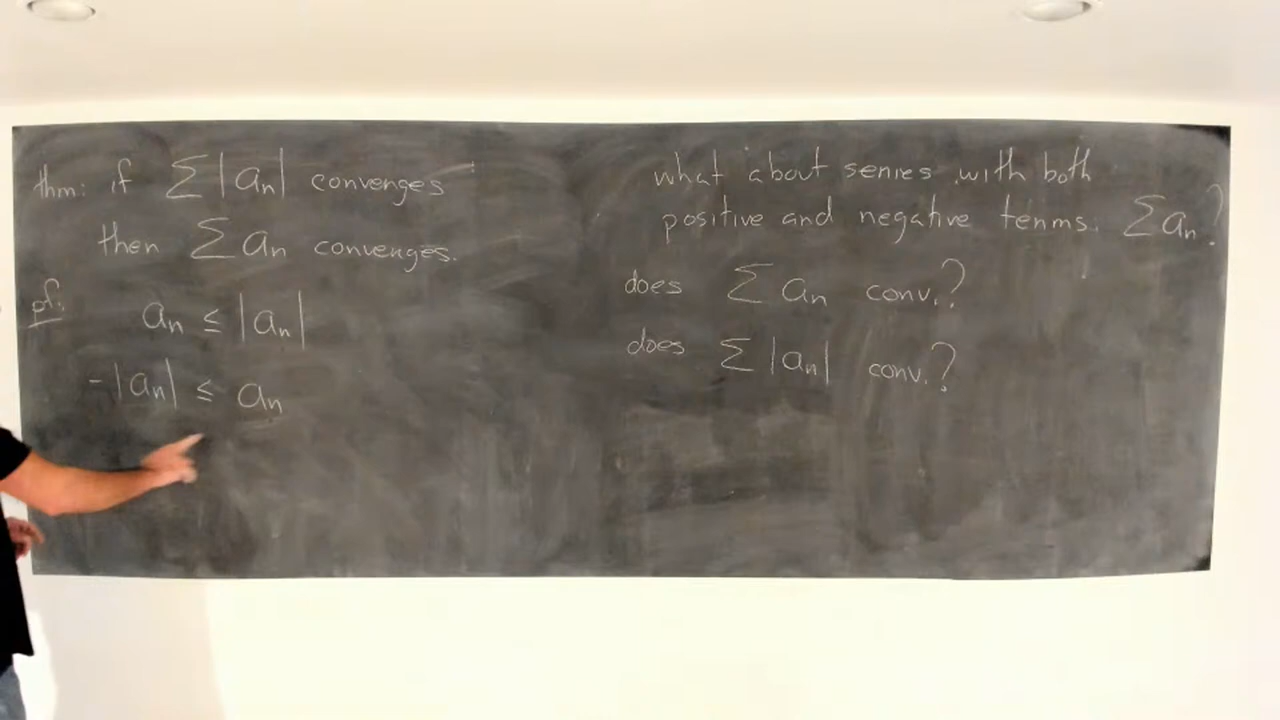 thm: if ∑|aₙ| converges
then ∑aₙ converges.
pf: aₙ ≤ |aₙ|
-|aₙ| ≤ aₙ
what about series with both
positive and negative terms: ∑aₙ?
does ∑aₙ conv.?
does ∑|aₙ| conv.?